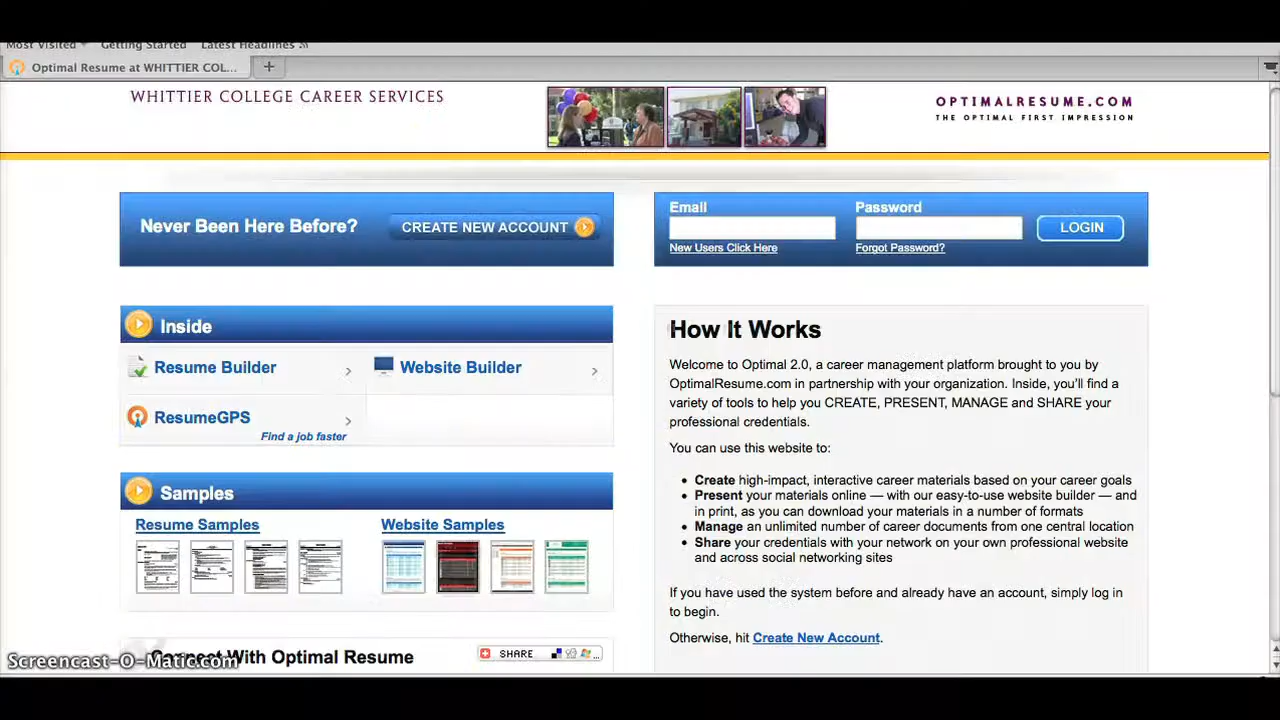 Most Visited Getting Started Latest Headlines
Optimal Resume at WHITTIER COL...
WHITTIER COLLEGE CAREER SERVICES
OPTIMALRESUME.COM
THE OPTIMAL FIRST IMPRESSION
Never Been Here Before?
CREATE NEW ACCOUNT
Email Password
LOGIN
New Users Click Here Forgot Password?
Inside
Resume Builder
Website Builder
ResumeGPS
Find a job faster
Samples
Resume Samples
Website Samples
Connect With Optimal Resume
SHARE
How It Works
Welcome to Optimal 2.0, a career management platform brought to you by
OptimalResume.com in partnership with your organization. Inside, you'll find a
variety of tools to help you CREATE, PRESENT, MANAGE and SHARE your
professional credentials.
You can use this website to:
• Create high-impact, interactive career materials based on your career goals
• Present your materials online — with our easy-to-use website builder — and
in print, as you can download your materials in a number of formats
• Manage an unlimited number of career documents from one central location
• Share your credentials with your network on your own professional website
and across social networking sites
If you have used the system before and already have an account, simply log in
to begin.
Otherwise, hit Create New Account.
Screencast-O-Matic.com